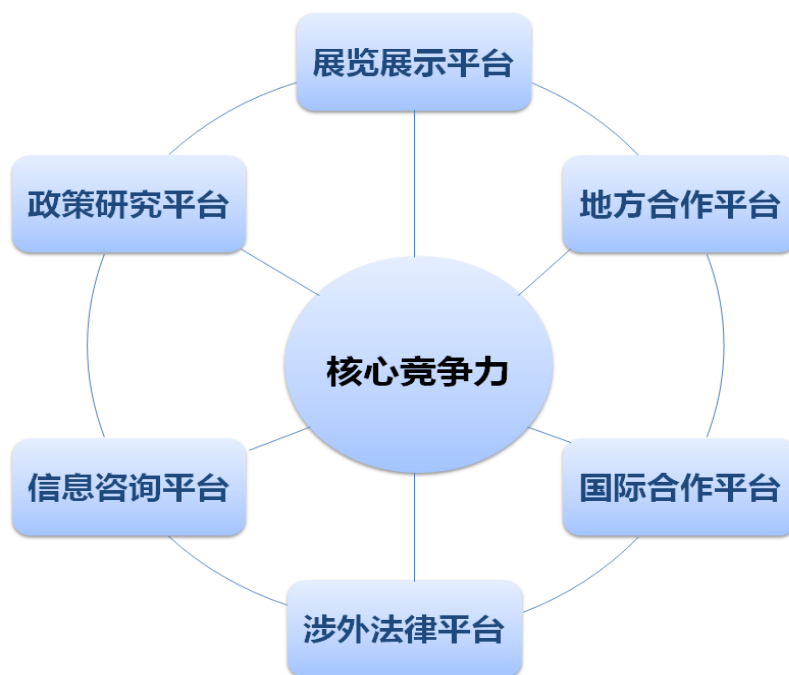 展览展示平台
政策研究平台
地方合作平台
核心竞争力
信息咨询平台
国际合作平台
涉外法律平台